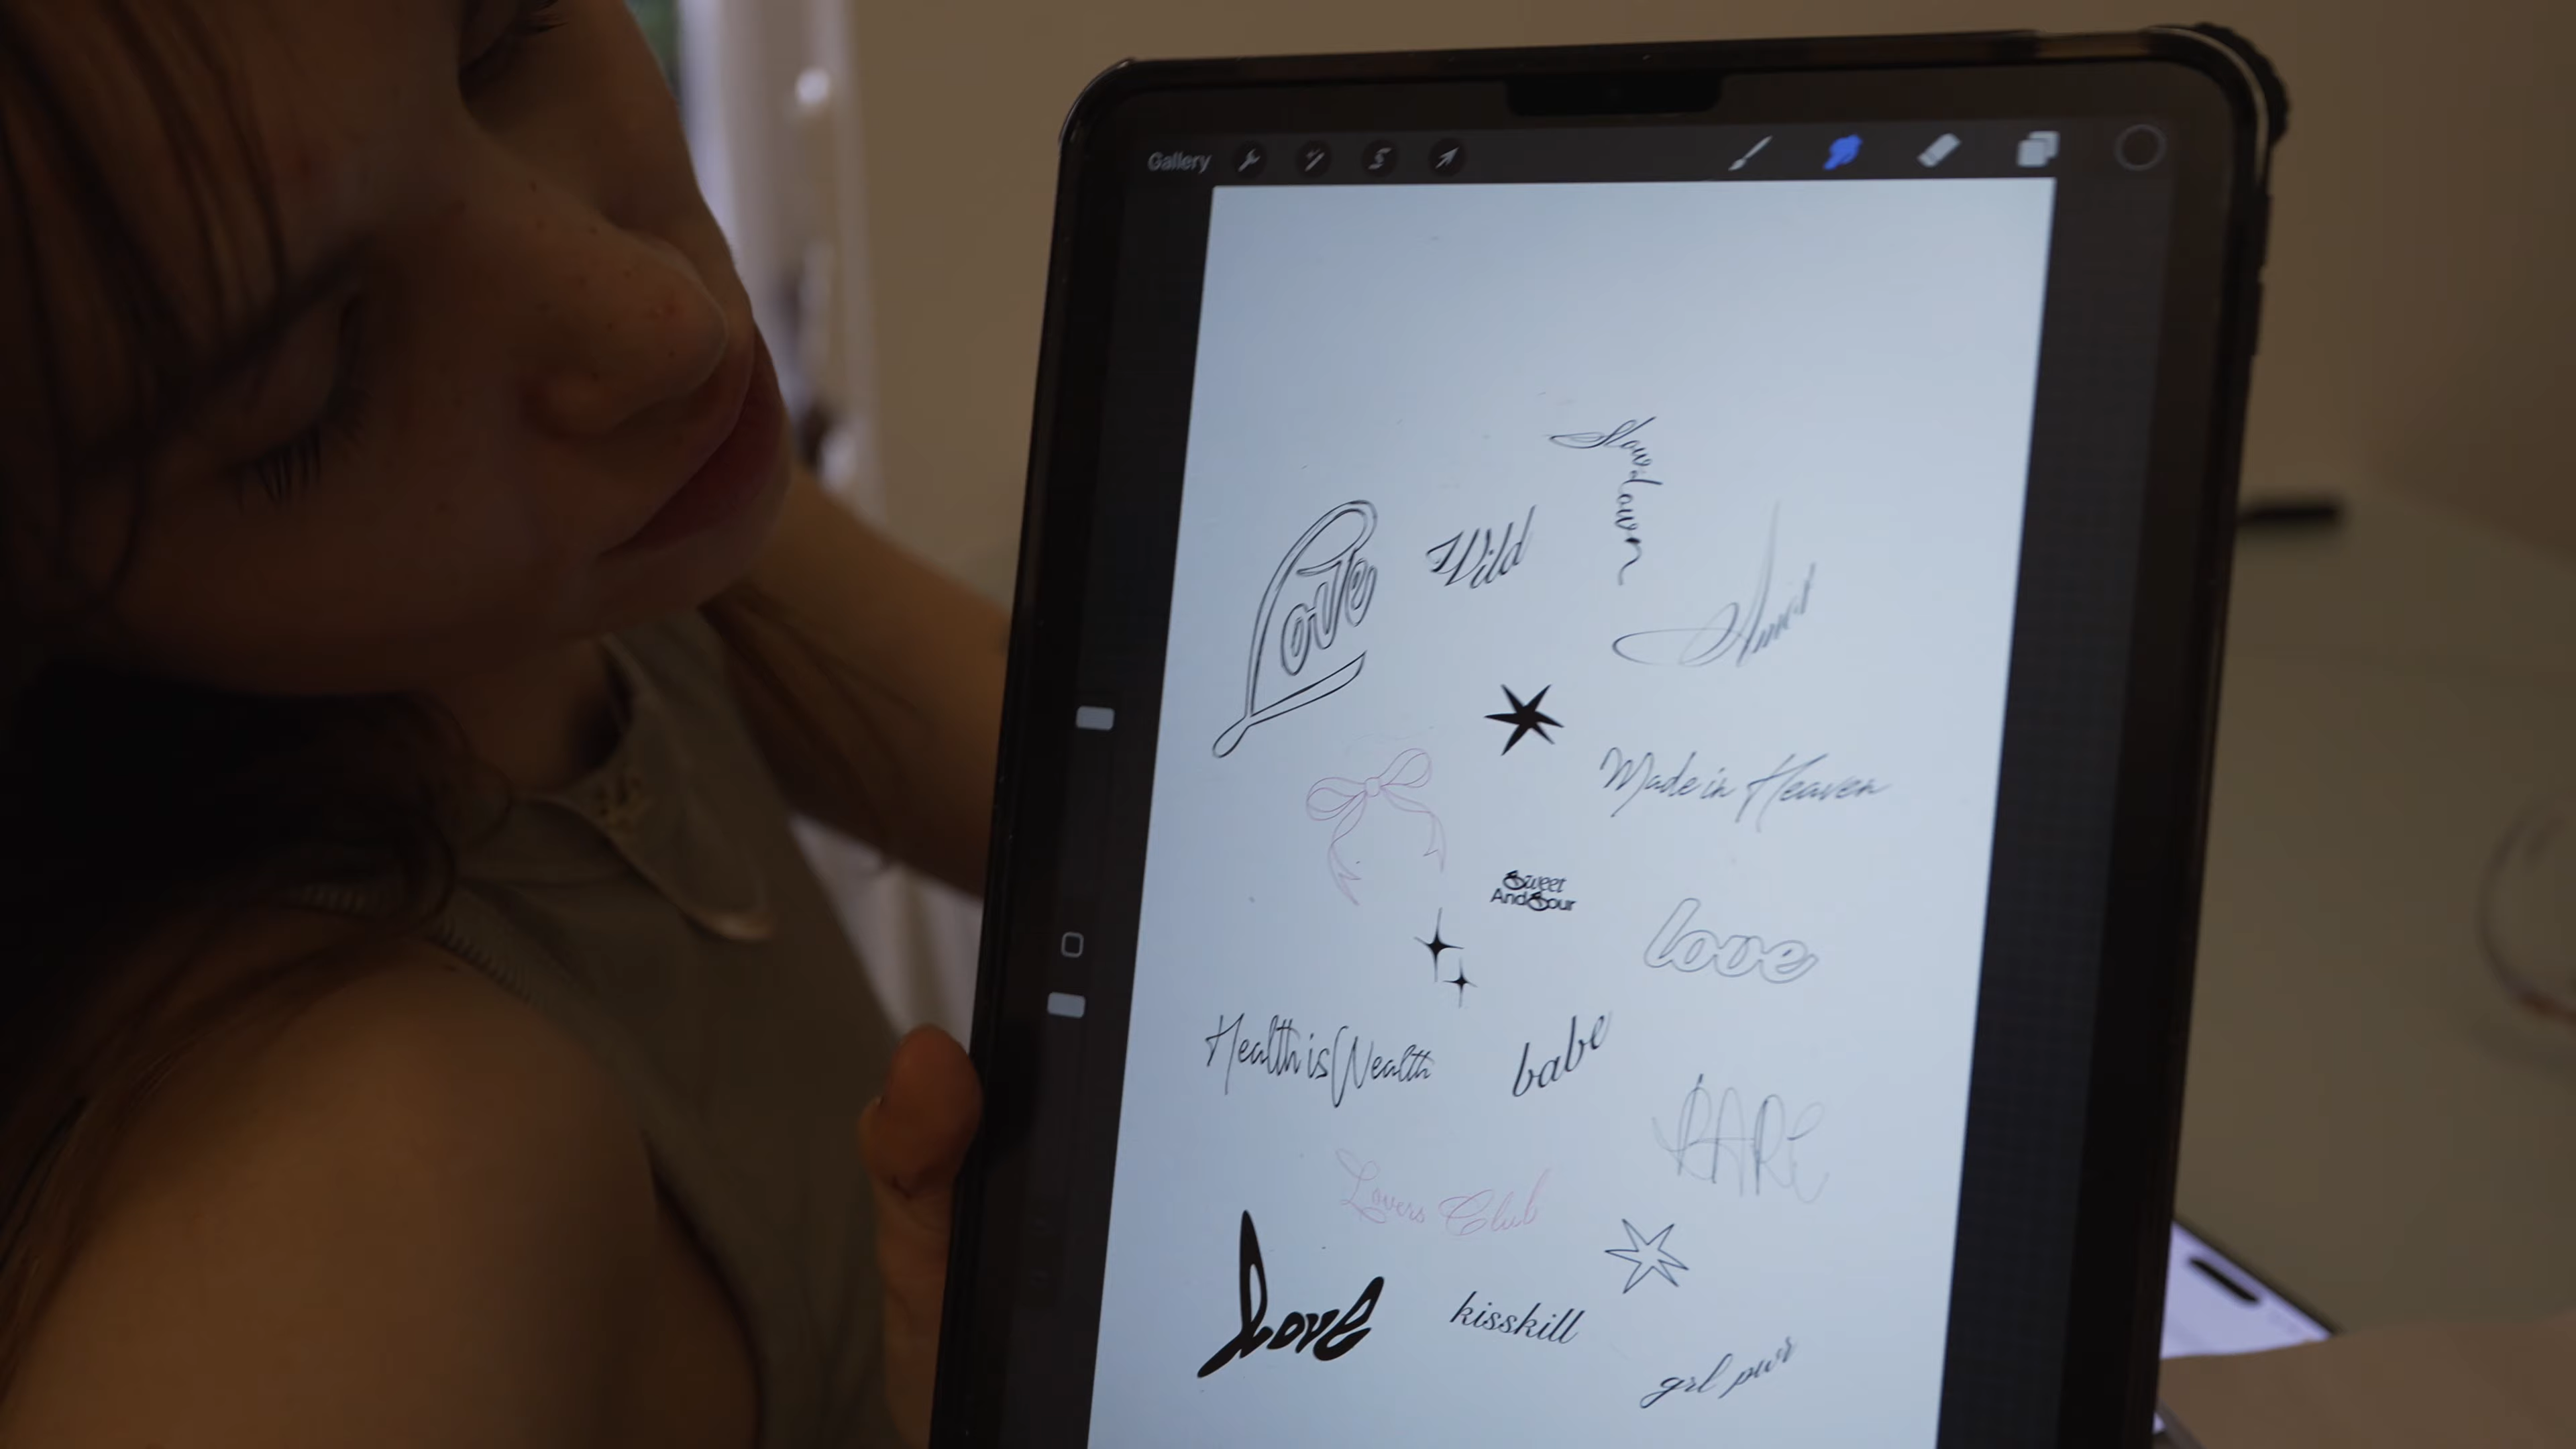 Gallery
Slow down
Love
Wild
Made in Heaven
Sweet
And Sour
love
Health is Wealth
babe
RARE
Lovers Club
love
kisskill
grl pwr